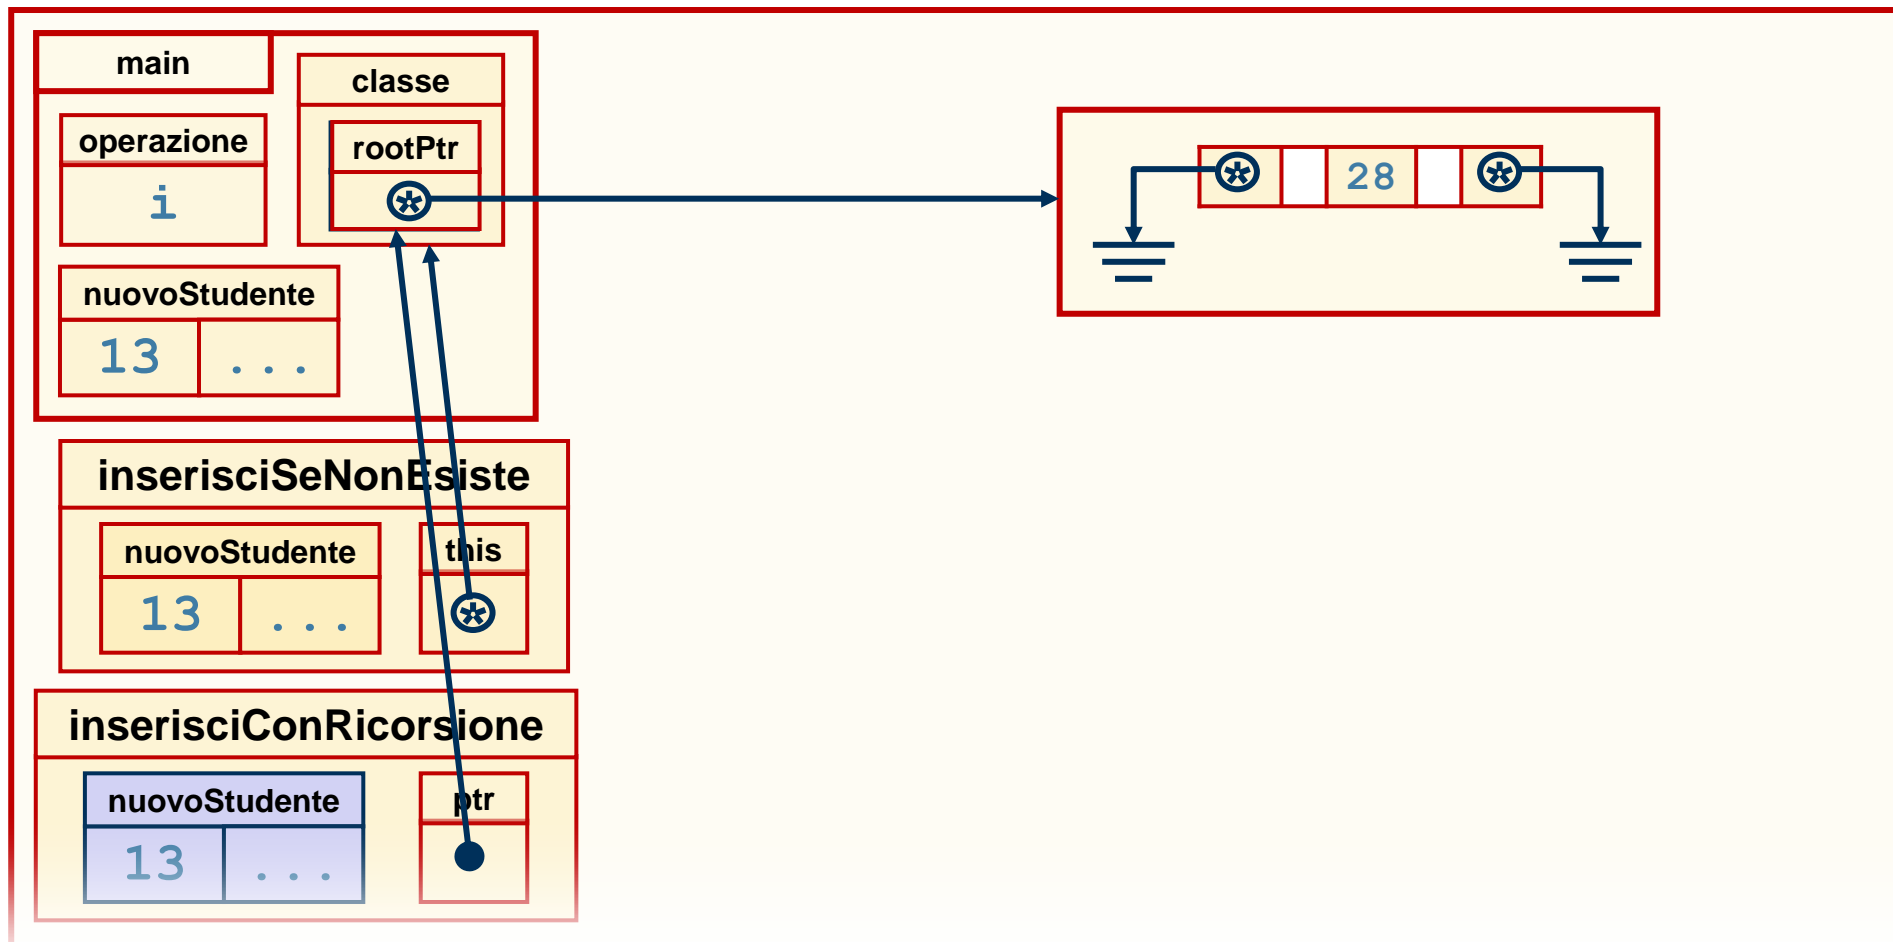 main
classe
operazione
rootPtr
i
28
nuovoStudente
13 ...
inserisciSeNonEsiste
nuovoStudente
this
13 ...
inserisciConRicorsione
nuovoStudente
ptr
13 ...